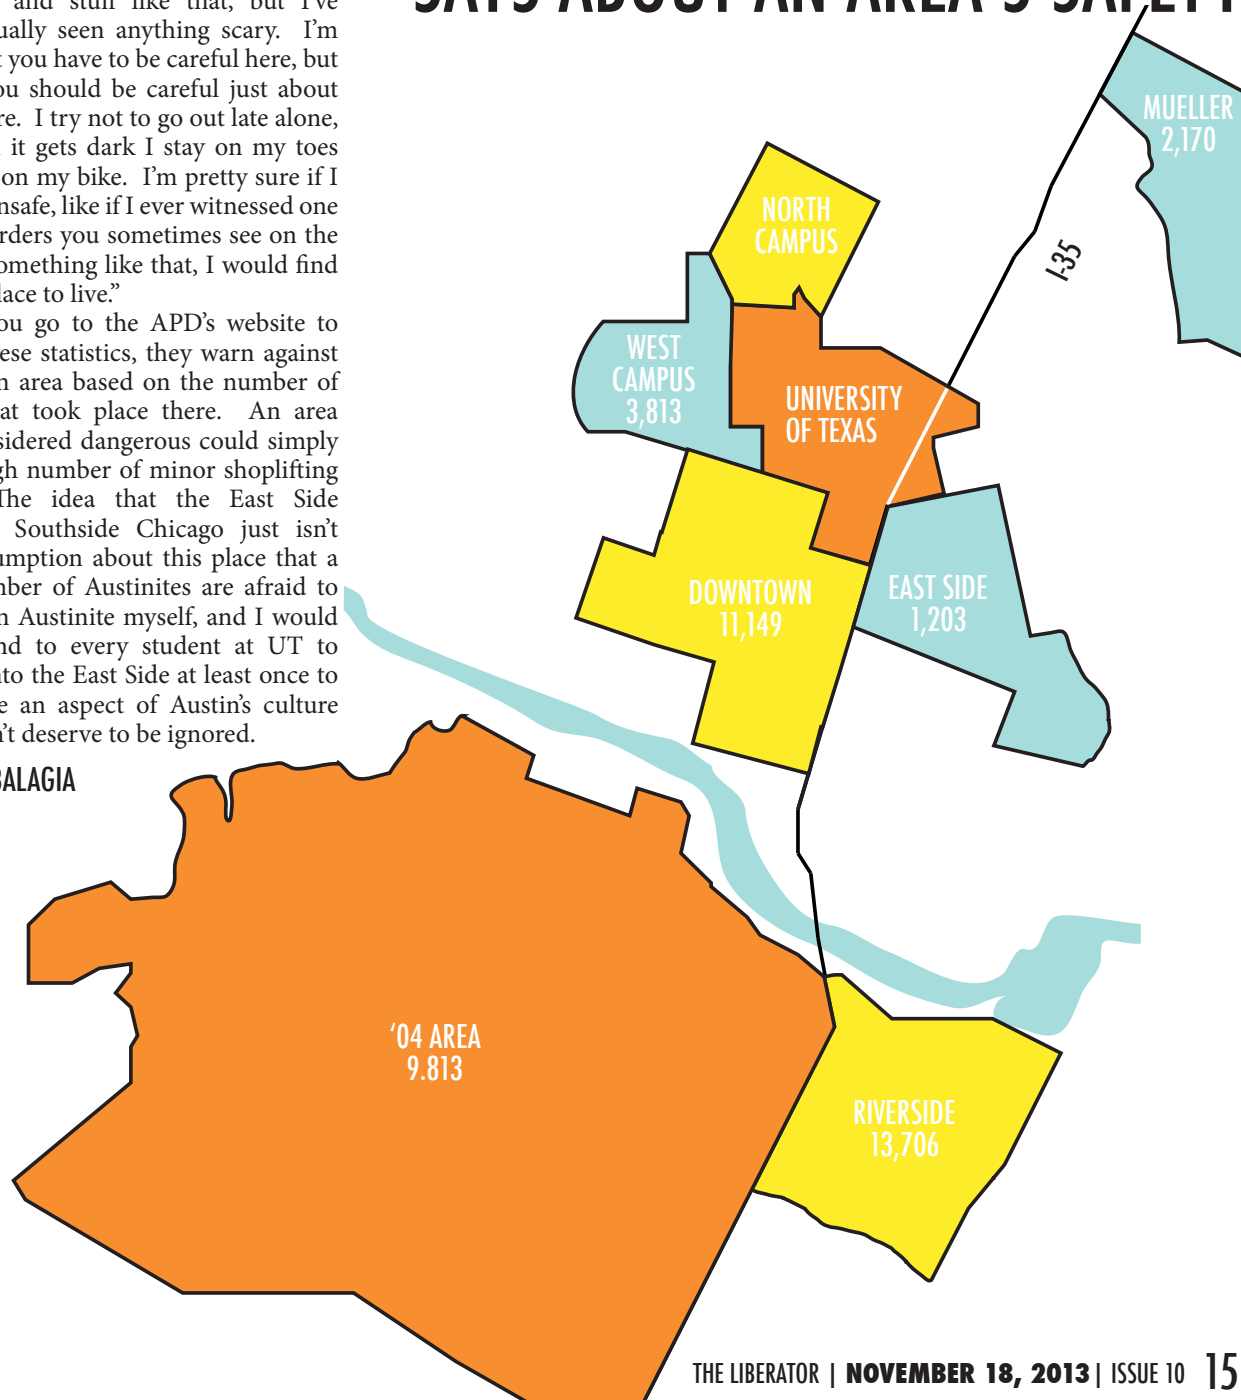 SAYS ABOUT AN AREA'S SAFETY
and stuff like that, but I've
ually seen anything scary. I'm
you have to be careful here, but
ou should be careful just about
re. I try not to go out late alone,
it gets dark I stay on my toes
on my bike. I'm pretty sure if I
nsafe, like if I ever witnessed one
rders you sometimes see on the
omething like that, I would find
lace to live."
ou go to the APD's website to
ese statistics, they warn against
n area based on the number of
at took place there. An area
sidered dangerous could simply
gh number of minor shoplifting
The idea that the East Side
Southside Chicago just isn't
umption about this place that a
nber of Austinites are afraid to
n Austinite myself, and I would
nd to every student at UT to
nto the East Side at least once to
e an aspect of Austin's culture
n't deserve to be ignored.
BALAGIA
MUELLER
2,170
NORTH
CAMPUS
I-35
WEST
CAMPUS
3,813
UNIVERSITY
OF TEXAS
DOWNTOWN
11,149
EAST SIDE
1,203
'04 AREA
9.813
RIVERSIDE
13,706
THE LIBERATOR | NOVEMBER 18, 2013 | ISSUE 10 15